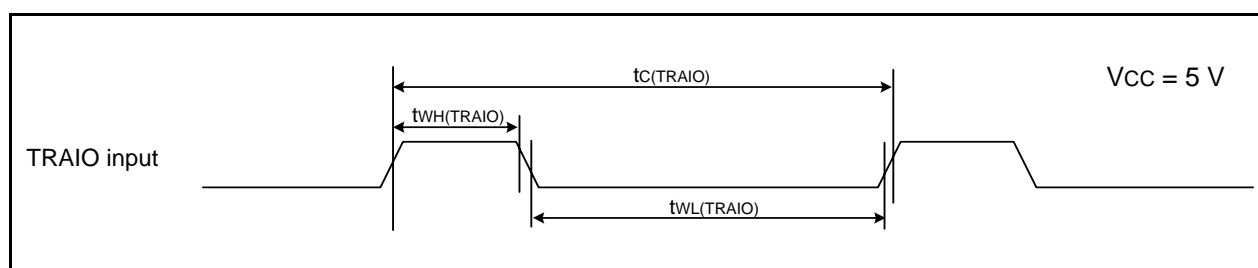 tC(TRAIO)
VCC = 5 V
tWH(TRAIO)
TRAIO input
tWL(TRAIO)